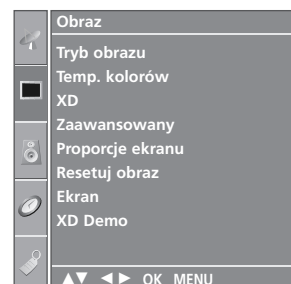 Obraz
Tryb obrazu
Temp. kolorów
XD
Zaawansowany
Proporcje ekranu
Resetuj obraz
Ekran
XD Demo
▲▼ ◄► OK MENU